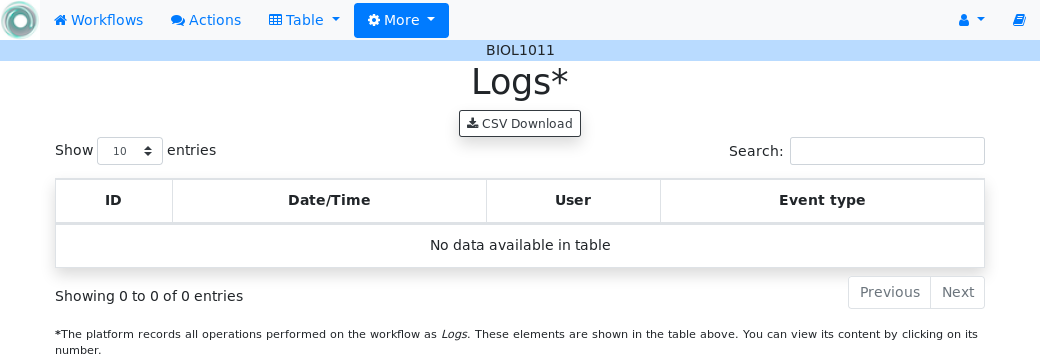 Workflows Actions Table More
BIOL1011
Logs*
CSV Download
Show 10 entries Search:
ID Date/Time User Event type
No data available in table
Showing 0 to 0 of 0 entries Previous Next
*The platform records all operations performed on the workflow as Logs. These elements are shown in the table above. You can view its content by clicking on its
number.